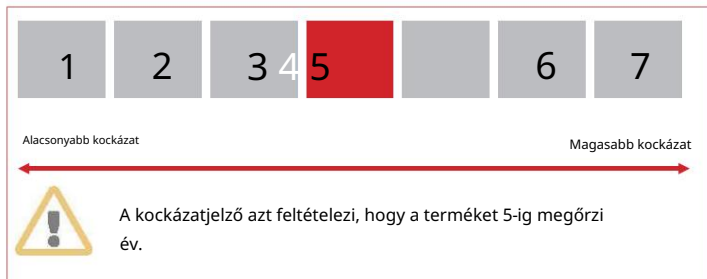 1 2 3 4 5 6 7
Alacsonyabb kockázat
Magasabb kockázat
A kockázatjelző azt feltételezi, hogy a terméket 5-ig megőrzi
év.